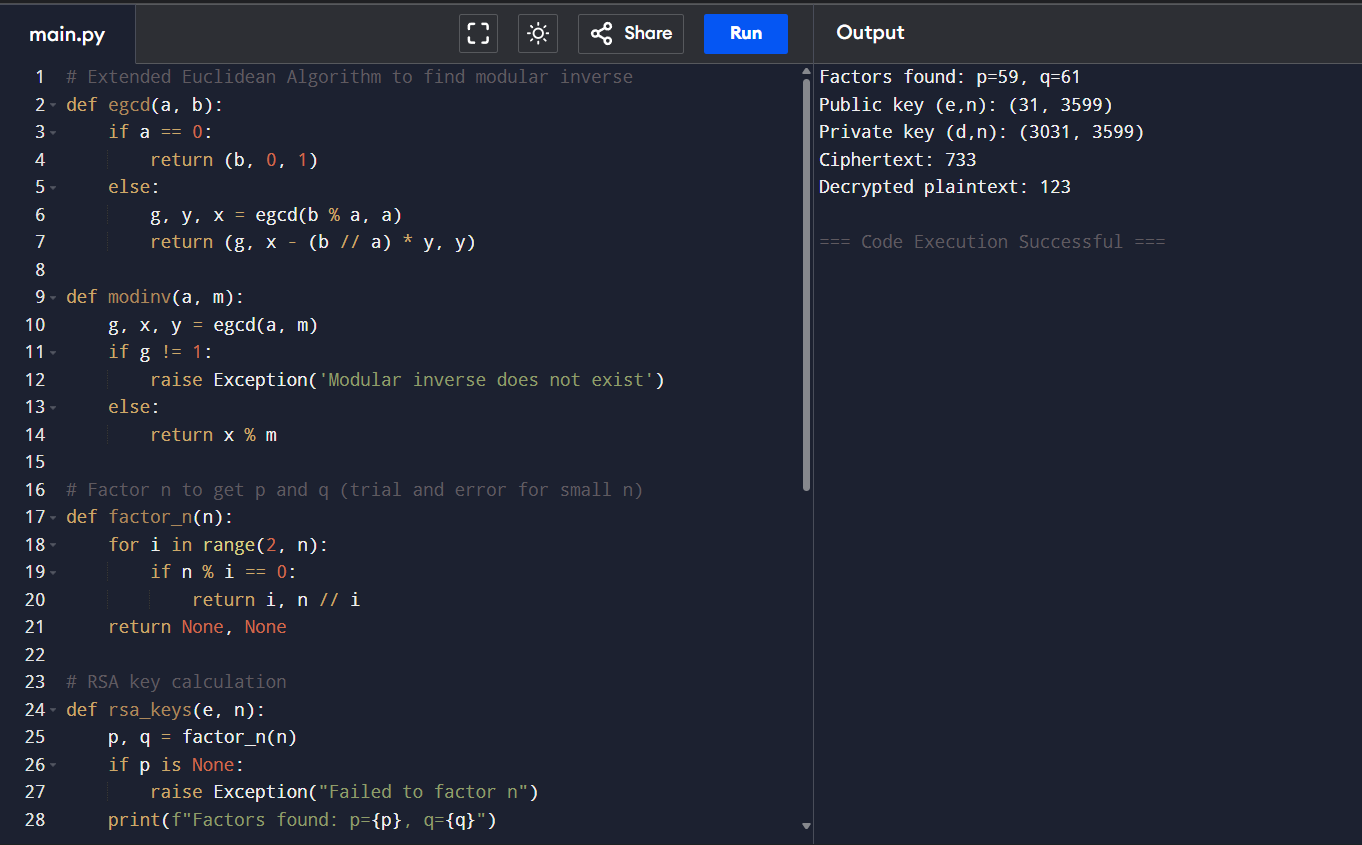 main.py
Share
Run
Output
1 # Extended Euclidean Algorithm to find modular inverse
2 def egcd(a, b):
3     if a == 0:
4         return (b, 0, 1)
5     else:
6         g, y, x = egcd(b % a, a)
7         return (g, x - (b // a) * y, y)
8
9 def modinv(a, m):
10     g, x, y = egcd(a, m)
11     if g != 1:
12         raise Exception('Modular inverse does not exist')
13     else:
14         return x % m
15
16 # Factor n to get p and q (trial and error for small n)
17 def factor_n(n):
18     for i in range(2, n):
19         if n % i == 0:
20             return i, n // i
21     return None, None
22
23 # RSA key calculation
24 def rsa_keys(e, n):
25     p, q = factor_n(n)
26     if p is None:
27         raise Exception("Failed to factor n")
28     print(f"Factors found: p={p}, q={q}")
Factors found: p=59, q=61
Public key (e,n): (31, 3599)
Private key (d,n): (3031, 3599)
Ciphertext: 733
Decrypted plaintext: 123
=== Code Execution Successful ===